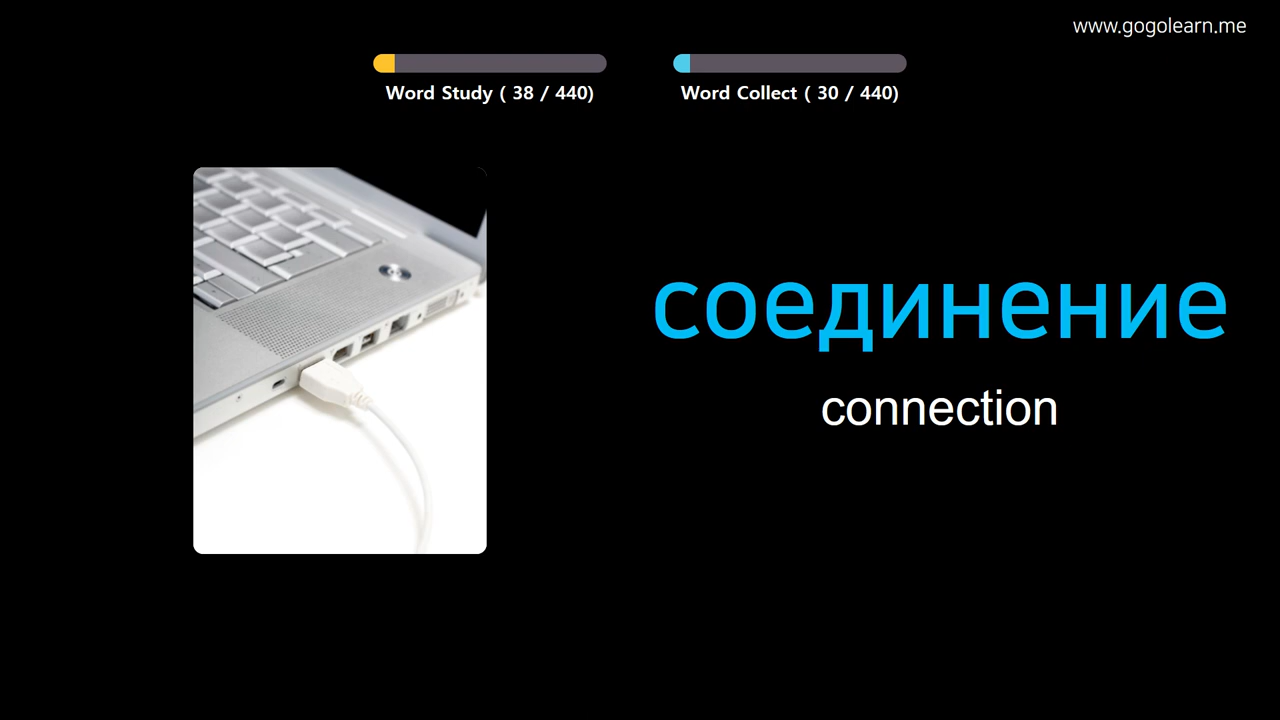 www.gogolearn.me
Word Study ( 38 / 440)
Word Collect ( 30 / 440)
соединение
connection